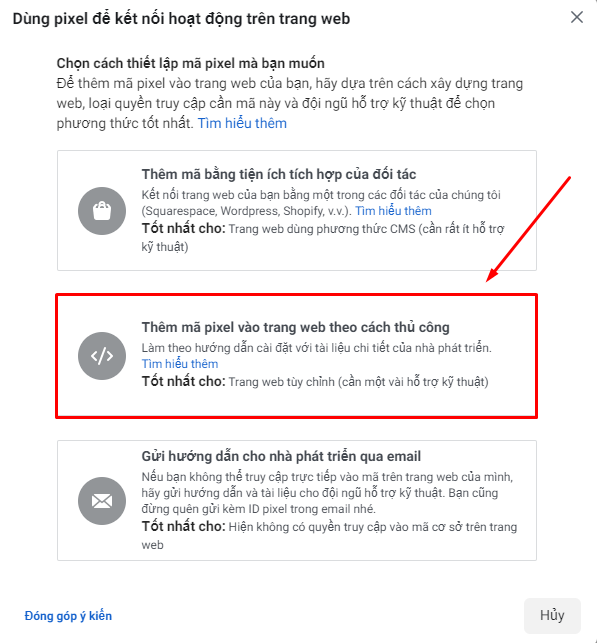 Dùng pixel để kết nối hoạt động trên trang web
Chọn cách thiết lập mã pixel mà bạn muốn
Để thêm mã pixel vào trang web của bạn, hãy dựa trên cách xây dựng trang
web, loại quyền truy cập cần mã này và đội ngũ hỗ trợ kỹ thuật để chọn
phương thức tốt nhất. Tìm hiểu thêm
Thêm mã bằng tiện ích tích hợp của đối tác
Kết nối trang web của bạn bằng một trong các đối tác của chúng tôi
(Squarespace, Wordpress, Shopify, v.v.). Tìm hiểu thêm
Tốt nhất cho: Trang web dùng phương thức CMS (cần rất ít hỗ trợ
kỹ thuật)
Thêm mã pixel vào trang web theo cách thủ công
Làm theo hướng dẫn cài đặt với tài liệu chi tiết của nhà phát triển.
Tìm hiểu thêm
Tốt nhất cho: Trang web tùy chỉnh (cần một vài hỗ trợ kỹ thuật)
Gửi hướng dẫn cho nhà phát triển qua email
Nếu bạn không thể truy cập trực tiếp vào mã trên trang web của mình,
hãy gửi hướng dẫn và tài liệu cho đội ngũ hỗ trợ kỹ thuật. Bạn cũng
đừng quên gửi kèm ID pixel trong email nhé.
Tốt nhất cho: Hiện không có quyền truy cập vào mã cơ sở trên trang
web
Đóng góp ý kiến
Hủy